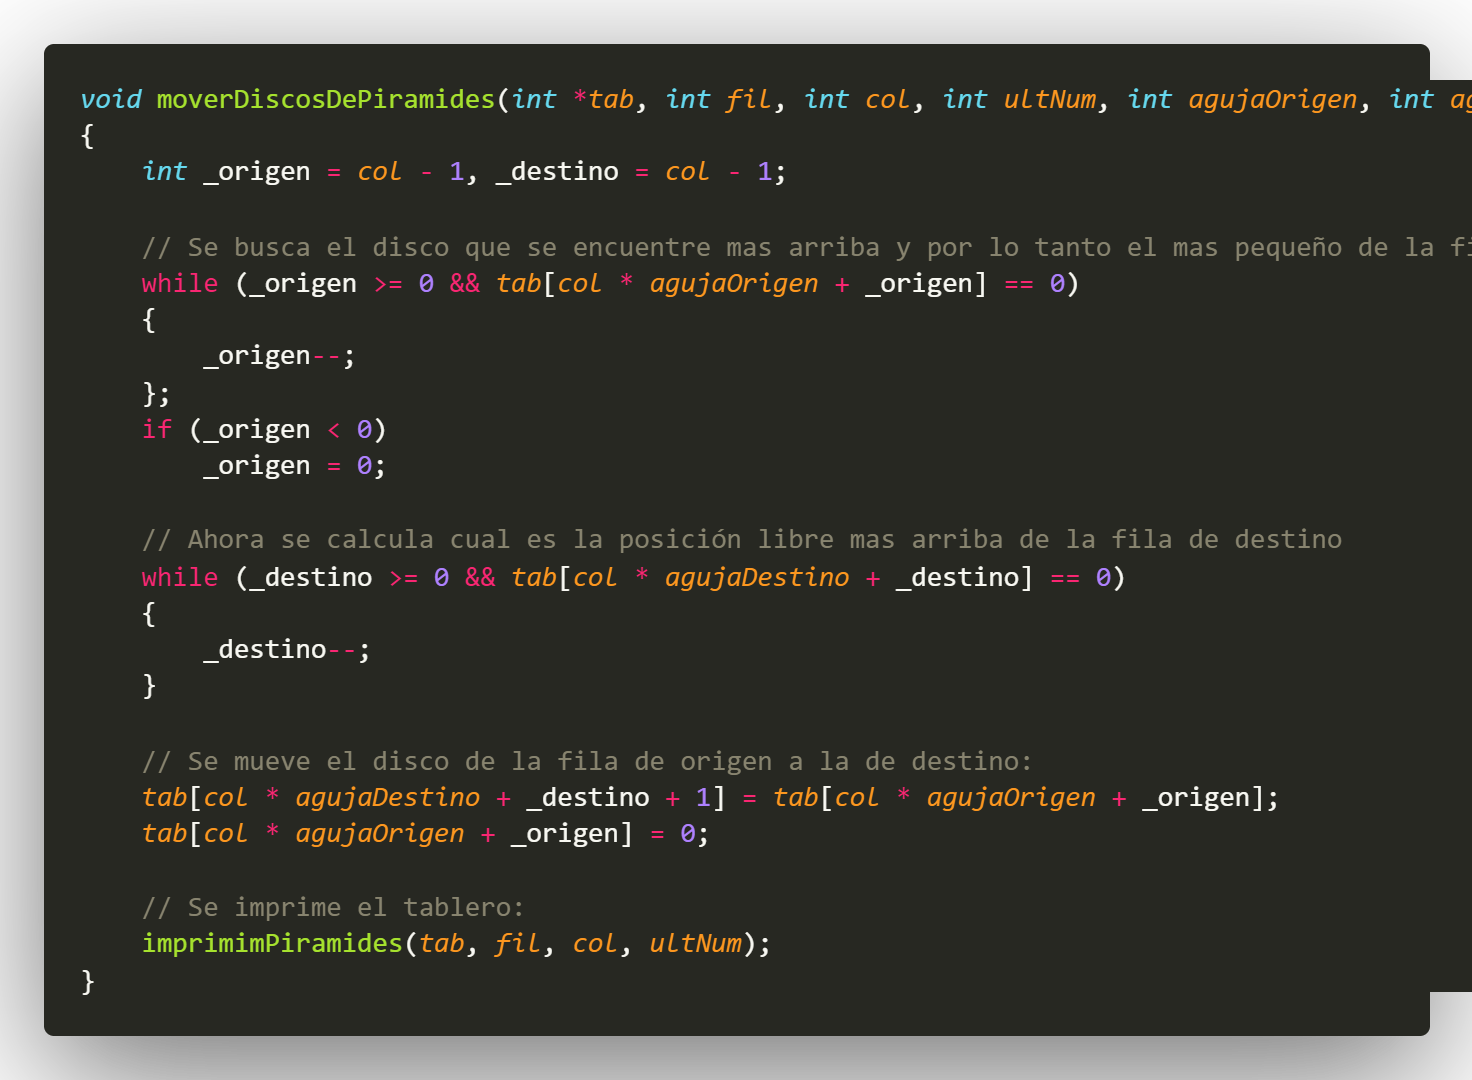 void moverDiscosDePiramides(int *tab, int fil, int col, int ultNum, int agujaOrigen, int
{
    int _origen = col - 1, _destino = col - 1;

    // Se busca el disco que se encuentre mas arriba y por lo tanto el mas pequeño de la
    while (_origen >= 0 && tab[col * agujaOrigen + _origen] == 0)
    {
        _origen--;
    };
    if (_origen < 0)
        _origen = 0;

    // Ahora se calcula cual es la posición libre mas arriba de la fila de destino
    while (_destino >= 0 && tab[col * agujaDestino + _destino] == 0)
    {
        _destino--;
    }

    // Se mueve el disco de la fila de origen a la de destino:
    tab[col * agujaDestino + _destino + 1] = tab[col * agujaOrigen + _origen];
    tab[col * agujaOrigen + _origen] = 0;

    // Se imprime el tablero:
    imprimimPiramides(tab, fil, col, ultNum);
}